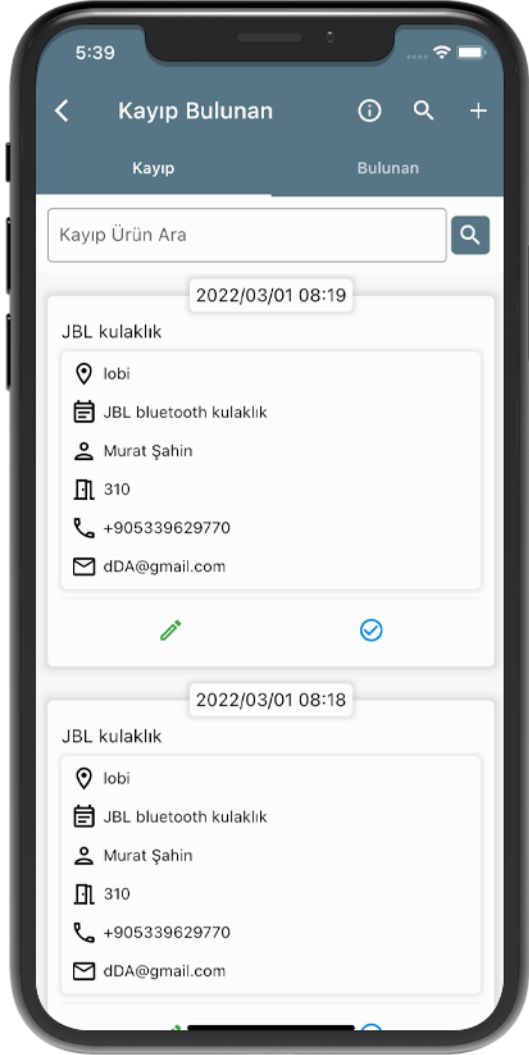 5:39
Kayıp Bulunan
Kayıp
Bulunan
Kayıp Ürün Ara
2022/03/01 08:19
JBL kulaklık
lobi
JBL bluetooth kulaklık
Murat Şahin
310
+905339629770
dDA@gmail.com
2022/03/01 08:18
JBL kulaklık
lobi
JBL bluetooth kulaklık
Murat Şahin
310
+905339629770
dDA@gmail.com